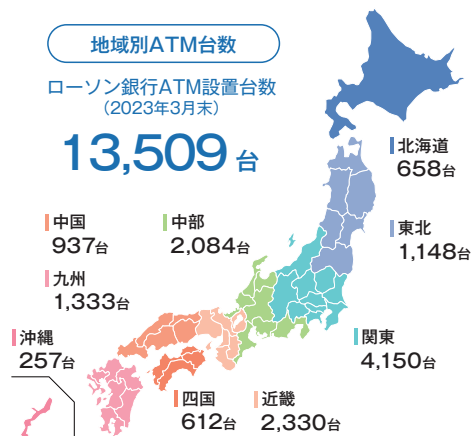 地域別ATM台数
ローソン銀行ATM設置台数
（2023年3月末）
13,509 台
北海道
658台
東北
1,148台
中国
937台
中部
2,084台
九州
1,333台
沖縄
257台
関東
4,150台
四国
612台
近畿
2,330台